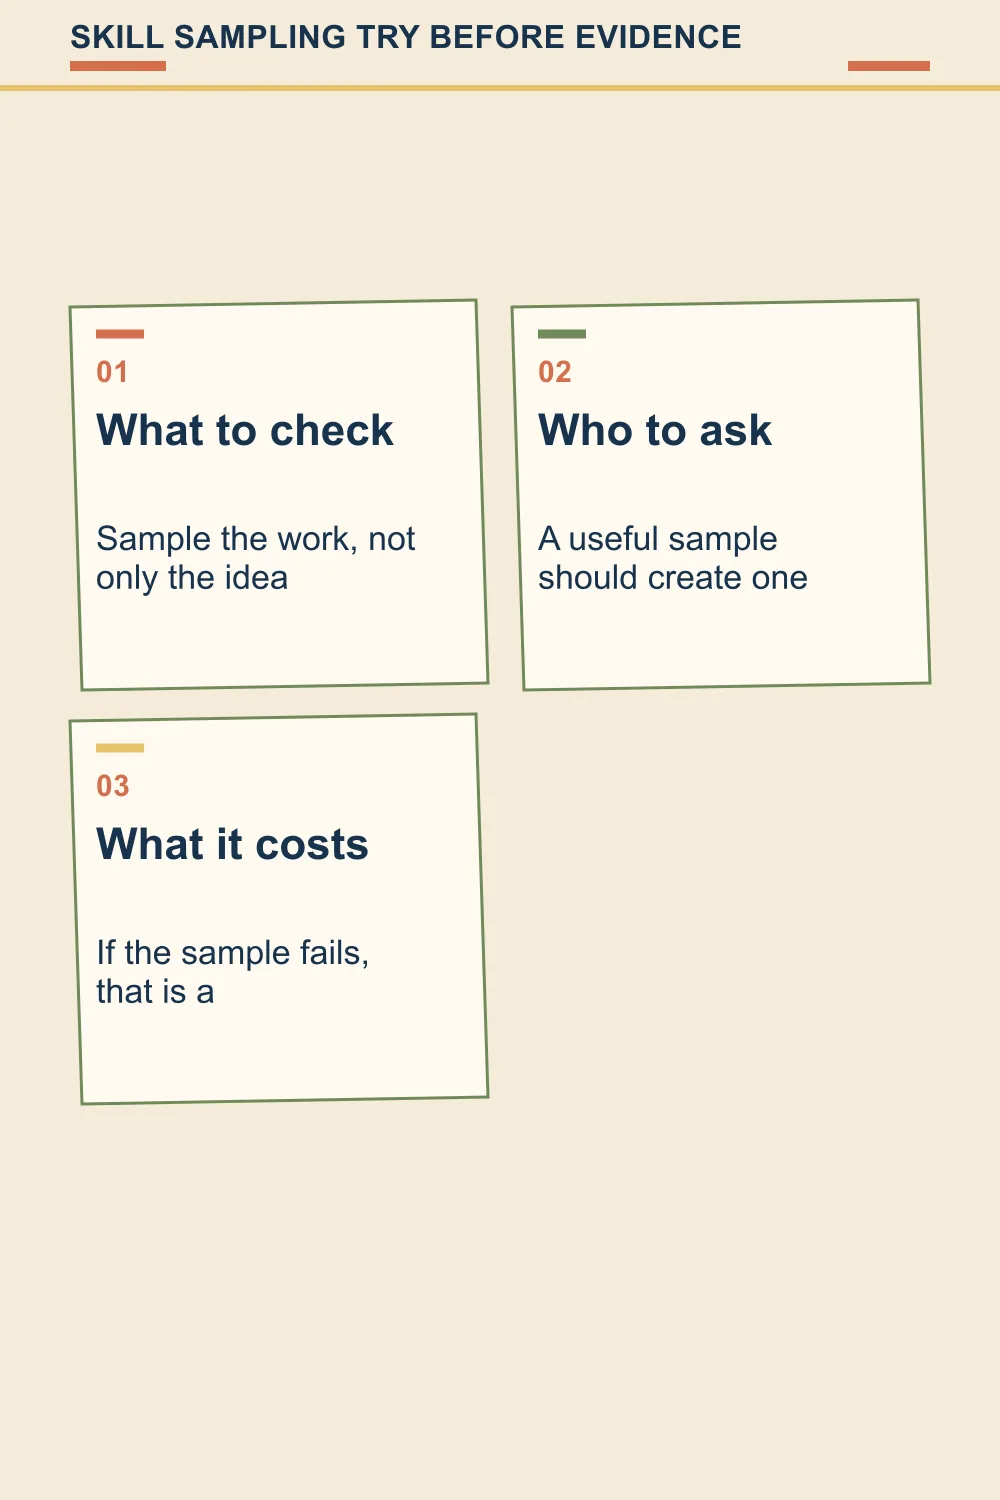 SKILL SAMPLING TRY BEFORE EVIDENCE
01
What to check
Sample the work, not
only the idea
02
Who to ask
A useful sample
should create one
03
What it costs
If the sample fails,
that is a